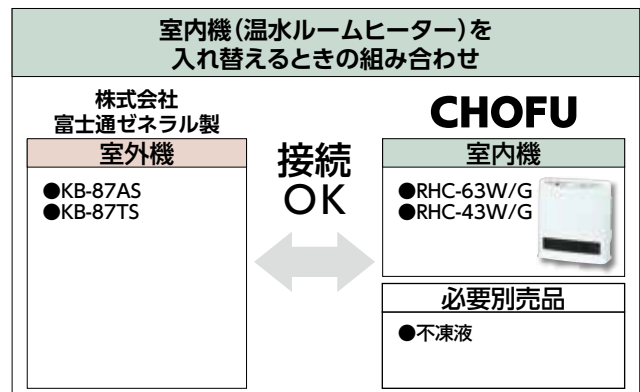 室内機（温水ルームヒーター）を
入れ替えるときの組み合わせ
株式会社
富士通ゼネラル製
室外機
●KB-87AS
●KB-87TS
接続
OK
CHOFU
室内機
●RHC-63W/G
●RHC-43W/G
必要別売品
●不凍液